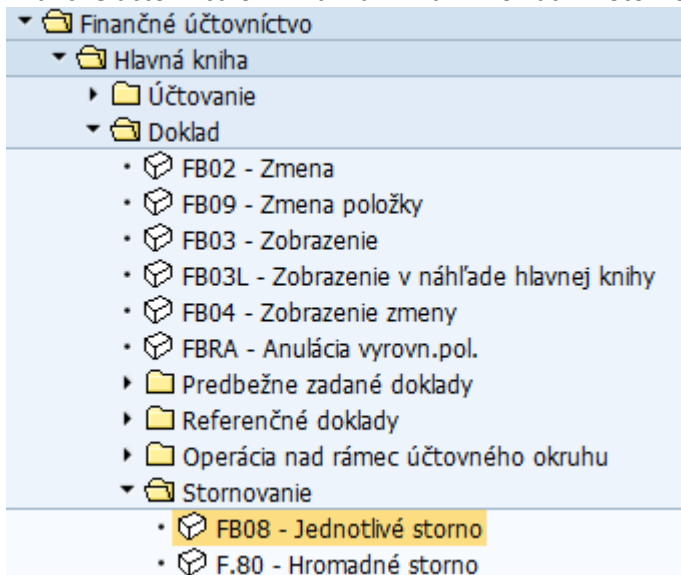 Finančné účtovníctvo
Hlavná kniha
Účtovanie
Doklad
FB02 - Zmena
FB09 - Zmena položky
FB03 - Zobrazenie
FB03L - Zobrazenie v náhľade hlavnej knihy
FB04 - Zobrazenie zmeny
FBRA - Anulácia vyrovn.pol.
Predbežne zadané doklady
Referenčné doklady
Operácia nad rámec účtovného okruhu
Stornovanie
FB08 - Jednotlivé storno
F.80 - Hromadné storno